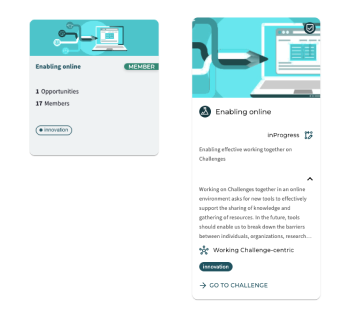 Enabling online
MEMBER
1 Opportunities
17 Members
innovation
Enabling online
inProgress
Enabling effective working together on
Challenges
Working on Challenges together in an online
environment asks for new tools to effectively
support the sharing of knowledge and
gathering of resources. In the future, tools
should enable us to break down the barriers
between individuals, organizations, research...
Working Challenge-centric
innovation
GO TO CHALLENGE